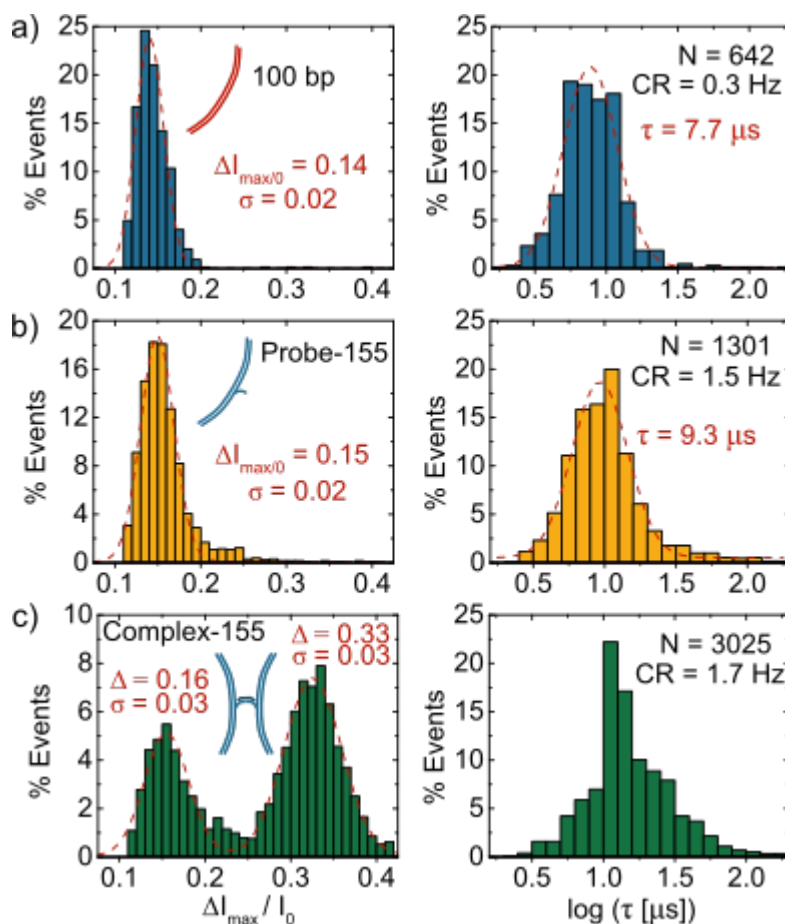 a)
25
20
15
10
5
0
% Events
100 bp
ΔI_max/0 = 0.14
σ = 0.02
0.1 0.2 0.3 0.4
25
20
15
10
5
0
% Events
N = 642
CR = 0.3 Hz
τ = 7.7 μs
0.5 1.0 1.5 2.0
b)
20
16
12
8
4
0
% Events
Probe-155
ΔI_max/0 = 0.15
σ = 0.02
0.1 0.2 0.3 0.4
25
20
15
10
5
0
% Events
N = 1301
CR = 1.5 Hz
τ = 9.3 μs
0.5 1.0 1.5 2.0
c)
10
8
6
4
2
0
% Events
Complex-155
Δ = 0.16
σ = 0.03
Δ = 0.33
σ = 0.03
0.1 0.2 0.3 0.4
ΔI_max / I_0
25
20
15
10
5
0
% Events
N = 3025
CR = 1.7 Hz
0.5 1.0 1.5 2.0
log (τ [μs])